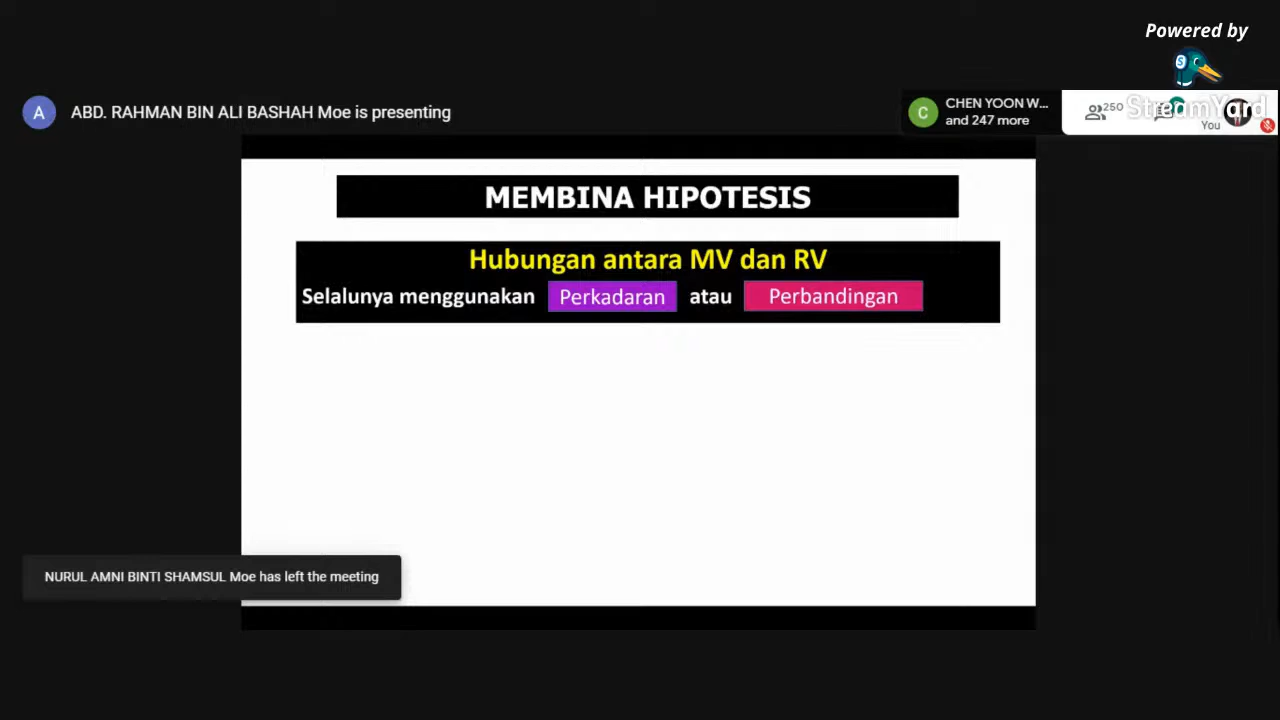 Powered by
StreamYard
A
ABD. RAHMAN BIN ALI BASHAH Moe is presenting
C
CHEN YOON W...
and 247 more
250
You
MEMBINA HIPOTESIS
Hubungan antara MV dan RV
Selalunya menggunakan Perkadaran atau Perbandingan
NURUL AMNI BINTI SHAMSUL Moe has left the meeting